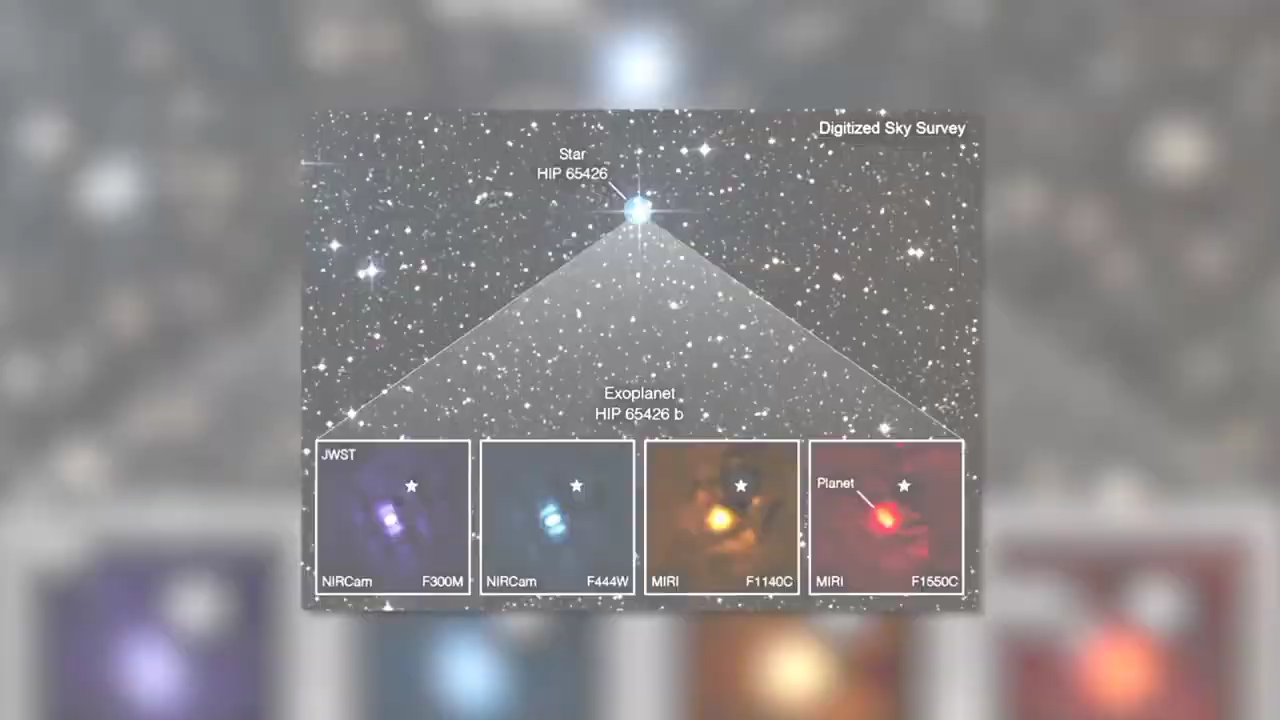 Digitized Sky Survey
Star
HIP 65426
Exoplanet
HIP 65426 b
JWST
NIRCam F300M
NIRCam F444W
MIRI F1140C
Planet
MIRI F1550C